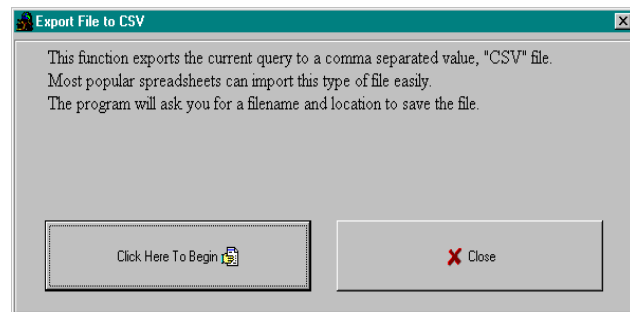 Export File to CSV
This function exports the current query to a comma separated value, "CSV" file.
Most popular spreadsheets can import this type of file easily.
The program will ask you for a filename and location to save the file.
Click Here To Begin
Close